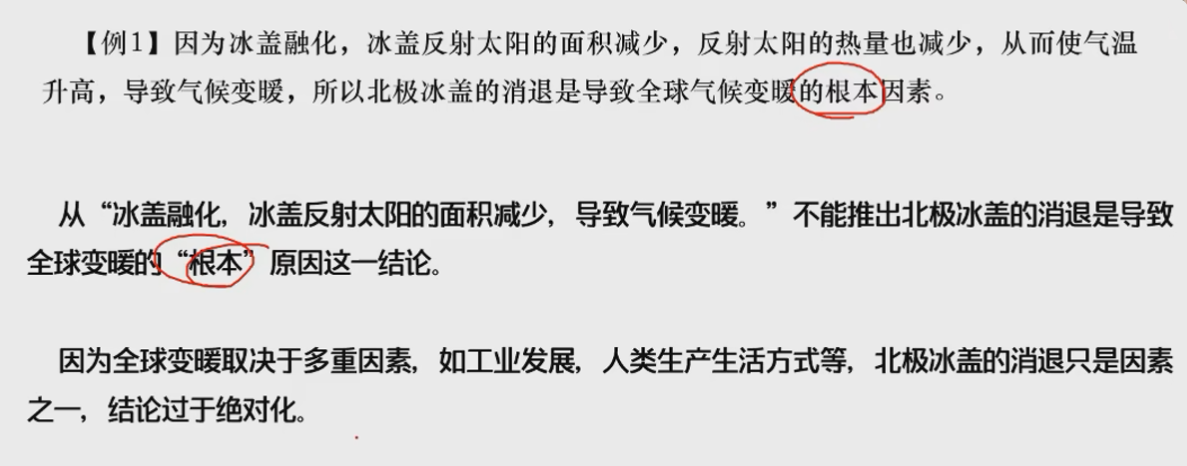 【例1】因为冰盖融化，冰盖反射太阳的面积减少，反射太阳的热量也减少，从而使气温
升高，导致气候变暖，所以北极冰盖的消退是导致全球气候变暖的根本因素。
从“冰盖融化，冰盖反射太阳的面积减少，导致气候变暖。”不能推出北极冰盖的消退是导致
全球变暖的“根本”原因这一结论。
因为全球变暖取决于多重因素，如工业发展，人类生产生活方式等，北极冰盖的消退只是因素
之一，结论过于绝对化。